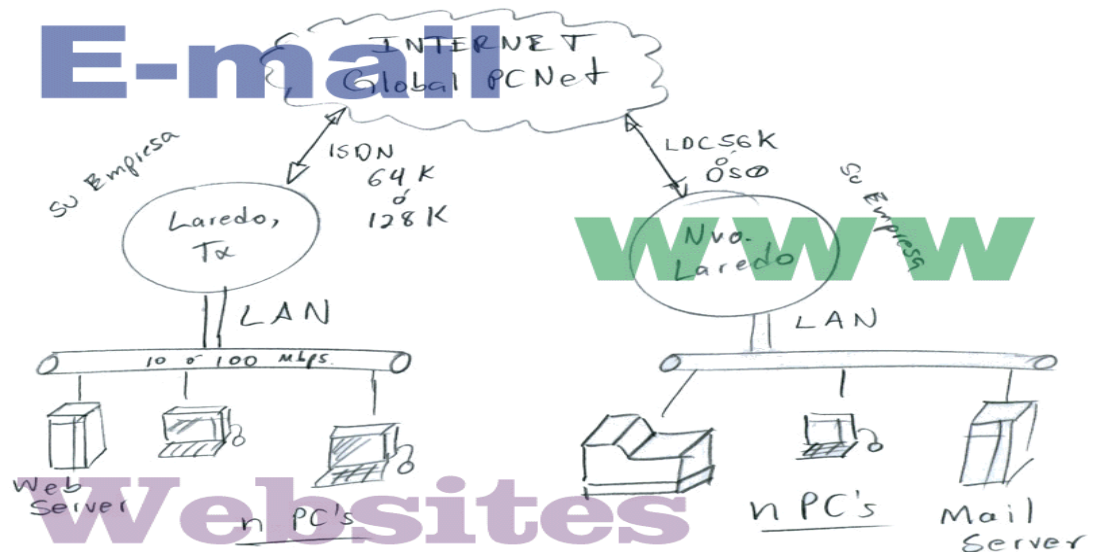 E-mail
INTERNET
Global PCNet
Su Empresa
ISDN
64 K
ó
128 K
LDC56K
ó
DS0
Su Empresa
www
Laredo,
Tx
Nvo.
Laredo
LAN
LAN
10 ó 100 Mbps.
Web
Server
n PC's
n PC's
Mail
Server
Websites